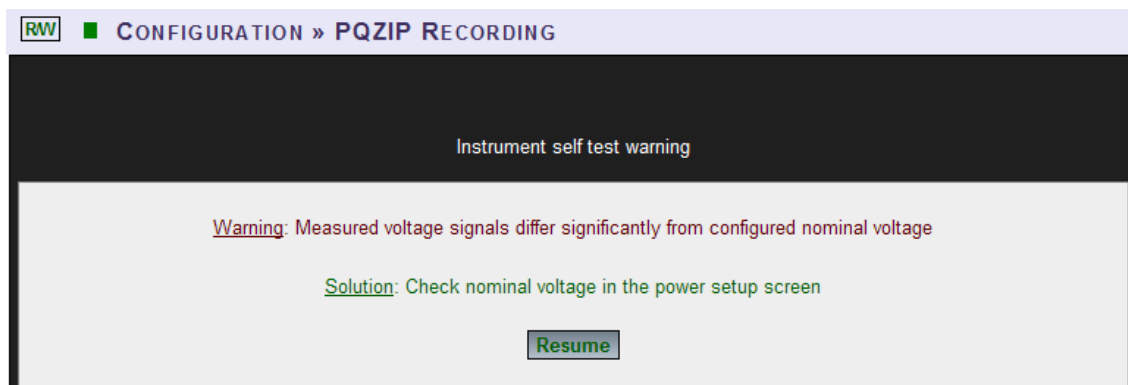 R/W CONFIGURATION » PQZIP RECORDING
Instrument self test warning
Warning: Measured voltage signals differ significantly from configured nominal voltage
Solution: Check nominal voltage in the power setup screen
Resume